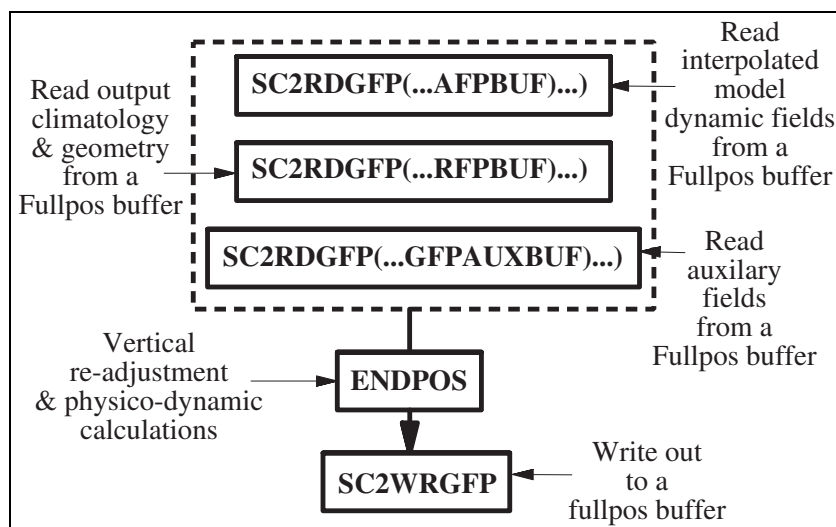 SC2RDGFP(...AFPBUF)...)
Read
interpolated
model
dynamic fields
from a
Fullpos buffer
Read output
climatology
& geometry
from a
Fullpos buffer
SC2RDGFP(...RFPBUF)...)
SC2RDGFP(...GFPAUXBUF)...)
Read
auxilary
fields
from a
Fullpos buffer
Vertical
re-adjustment
& physico-dynamic
calculations
ENDPOS
SC2WRGFP
Write out
to a
fullpos buffer